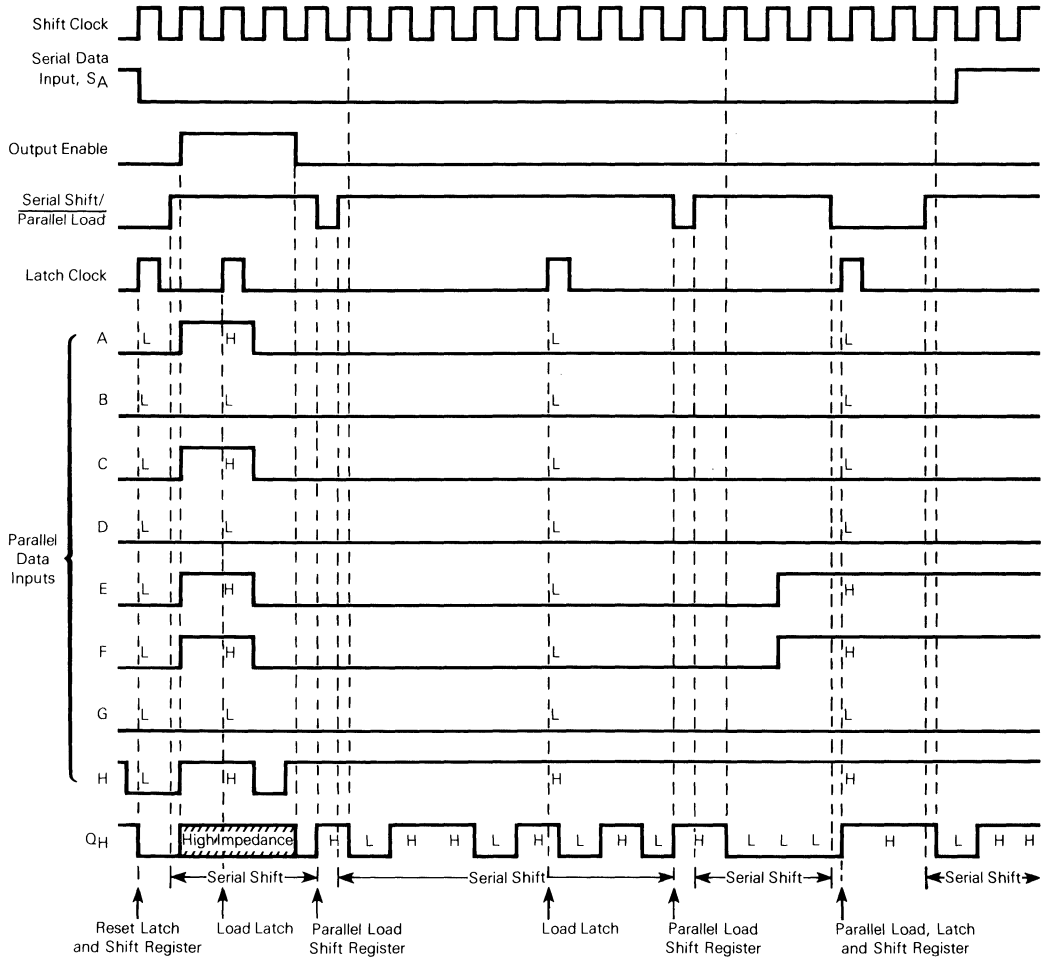 Shift Clock
Serial Data
Input, SA
Output Enable
Serial Shift/
Parallel Load
Latch Clock
Parallel
Data
Inputs
A L H L L
B L L L L
C L H L L
D L L L L
E L H L H
F L H L H
G L L L L
H L H H H
QH High Impedance H L H H L H L H L H L L L H L H H
Serial Shift Serial Shift Serial Shift Serial Shift
Reset Latch
and Shift Register
Load Latch
Parallel Load
Shift Register
Load Latch
Parallel Load
Shift Register
Parallel Load, Latch
and Shift Register